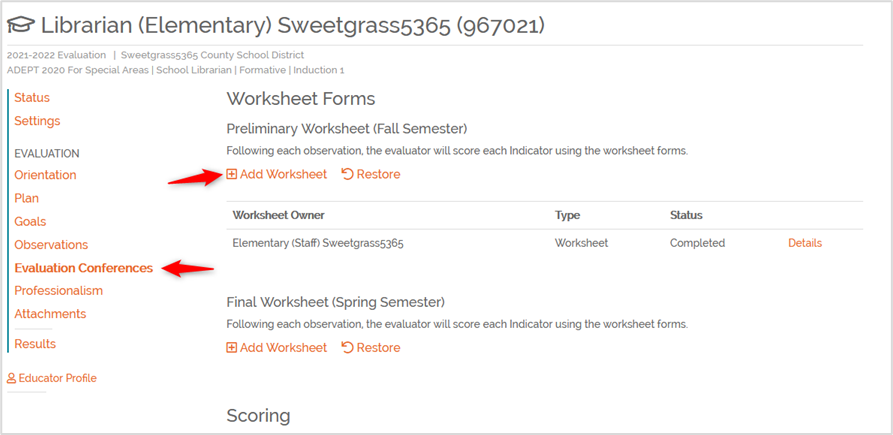 Librarian (Elementary) Sweetgrass5365 (967021)
2021-2022 Evaluation | Sweetgrass5365 County School District
ADEPT 2020 For Special Areas | School Librarian | Formative | Induction 1
Status
Settings
EVALUATION
Orientation
Plan
Goals
Observations
Evaluation Conferences
Professionalism
Attachments
Results
Educator Profile
Worksheet Forms
Preliminary Worksheet (Fall Semester)
Following each observation, the evaluator will score each Indicator using the worksheet forms.
Add Worksheet Restore
Worksheet Owner Type Status
Elementary (Staff) Sweetgrass5365 Worksheet Completed Details
Final Worksheet (Spring Semester)
Following each observation, the evaluator will score each Indicator using the worksheet forms.
Add Worksheet Restore
Scoring